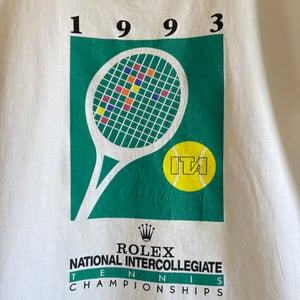 1993
ITA
ROLEX
NATIONAL INTERCOLLEGIATE
TENNIS
CHAMPIONSHIPS